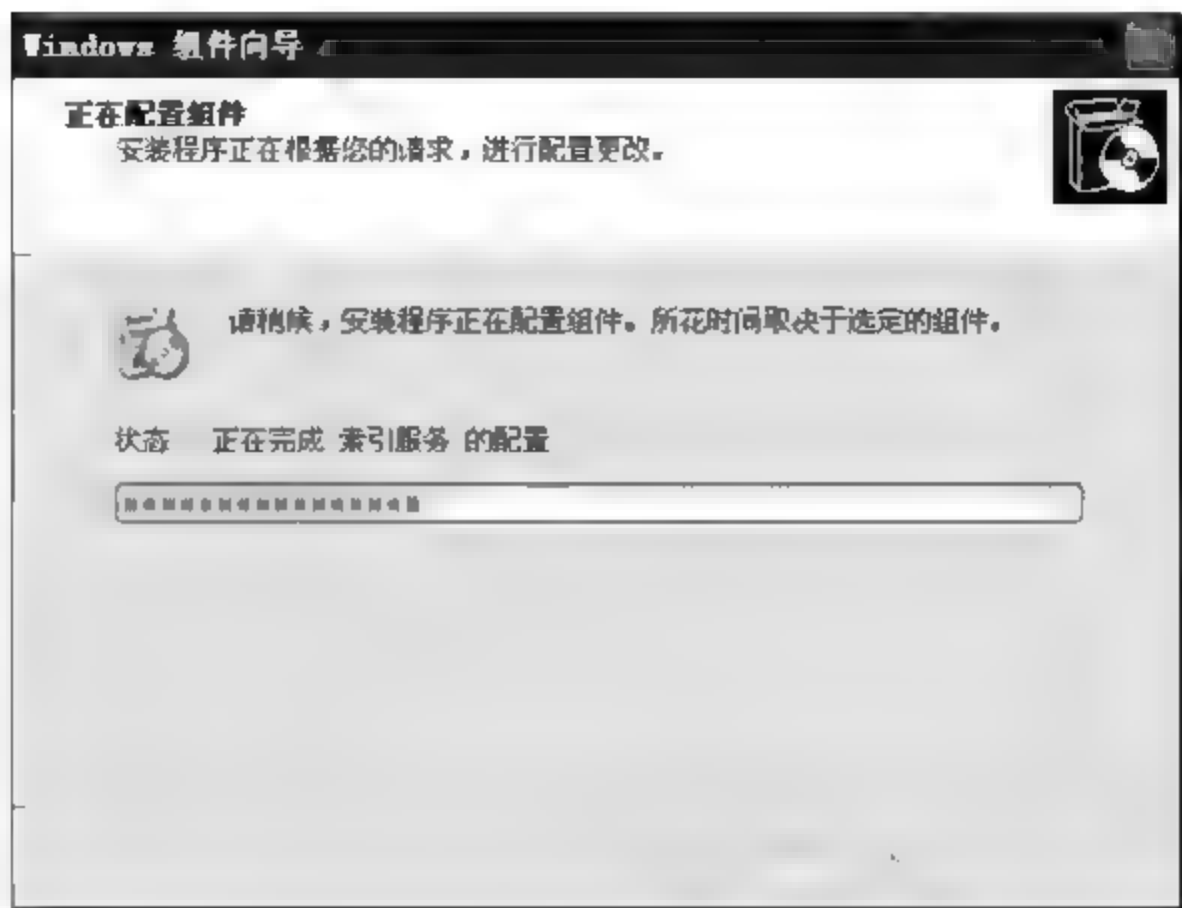 Windows 组件向导
正在配置组件
安装程序正在根据您的请求，进行配置更改。
请稍候，安装程序正在配置组件。所花时间取决于选定的组件。
状态 正在完成 索引服务 的配置